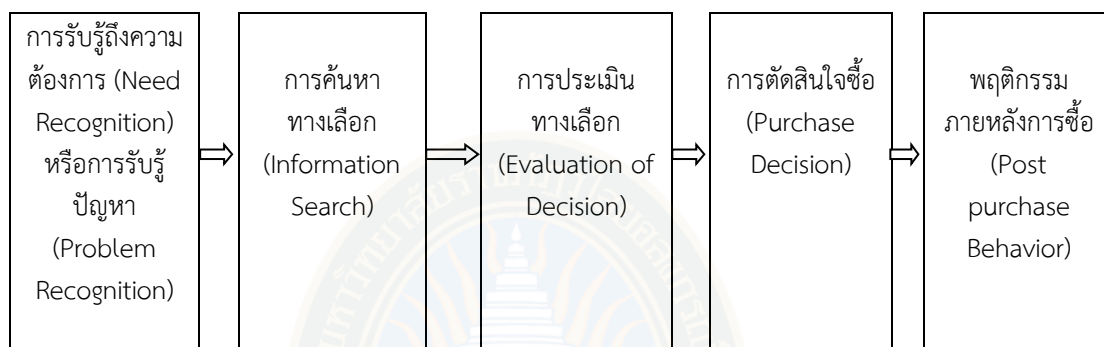 การรับรู้ถึงความ
ต้องการ (Need
Recognition)
หรือการรับรู้
ปัญหา
(Problem
Recognition)
การค้นหา
ทางเลือก
(Information
Search)
การประเมิน
ทางเลือก
(Evaluation of
Decision)
การตัดสินใจซื้อ
(Purchase
Decision)
พฤติกรรม
ภายหลังการซื้อ
(Post
purchase
Behavior)